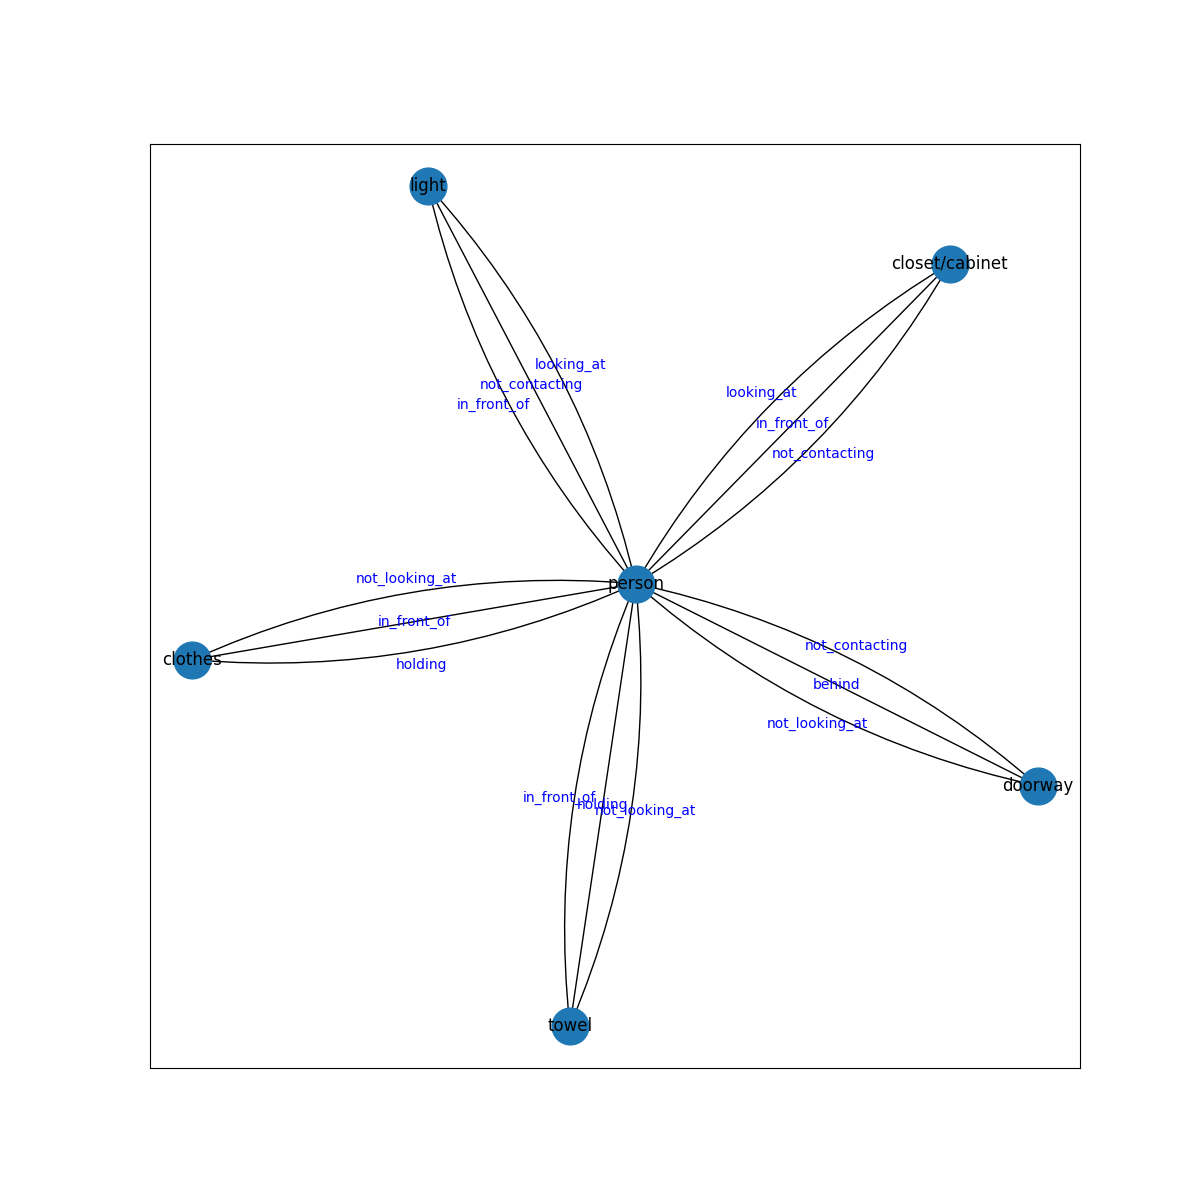 light
closet/cabinet
looking_at
not_contacting
in_front_of
looking_at
in_front_of
not_contacting
person
not_looking_at
in_front_of
holding
clothes
not_contacting
behind
not_looking_at
doorway
in_front_of
holding
not_looking_at
towel